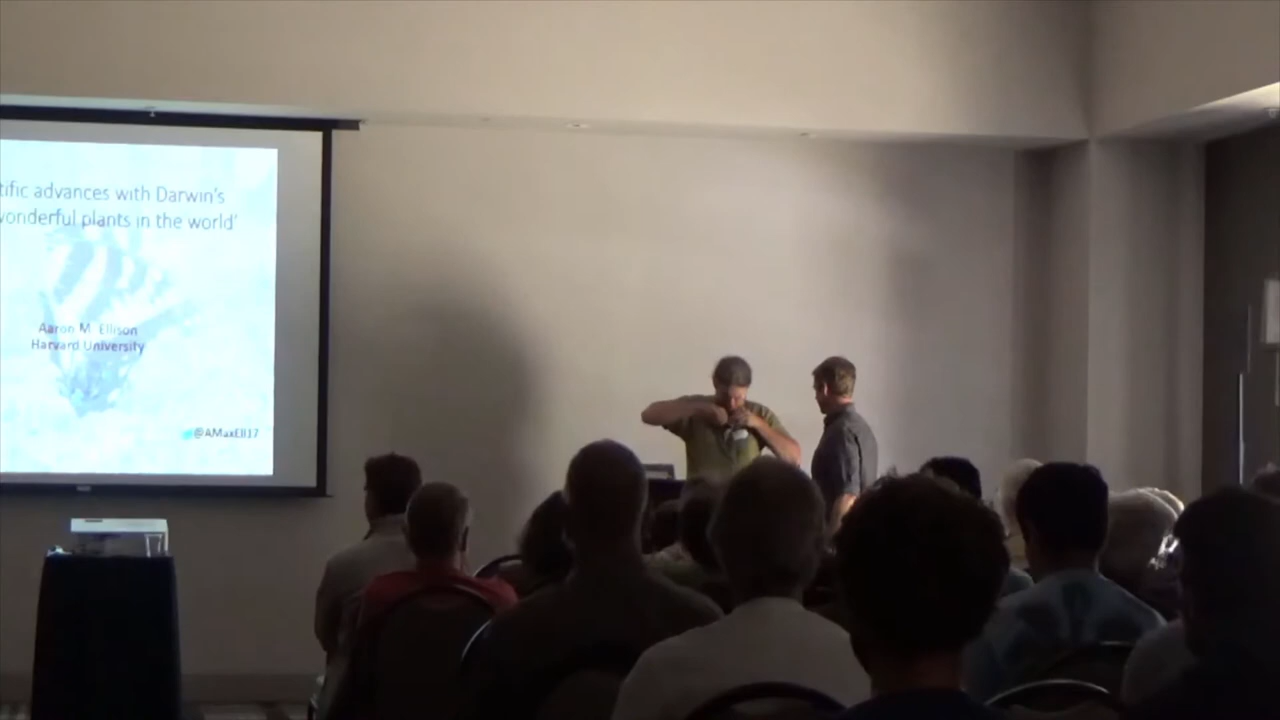 tific advances with Darwin's
wonderful plants in the world'
Aaron M. Ellison
Harvard University
@AMaxEll17